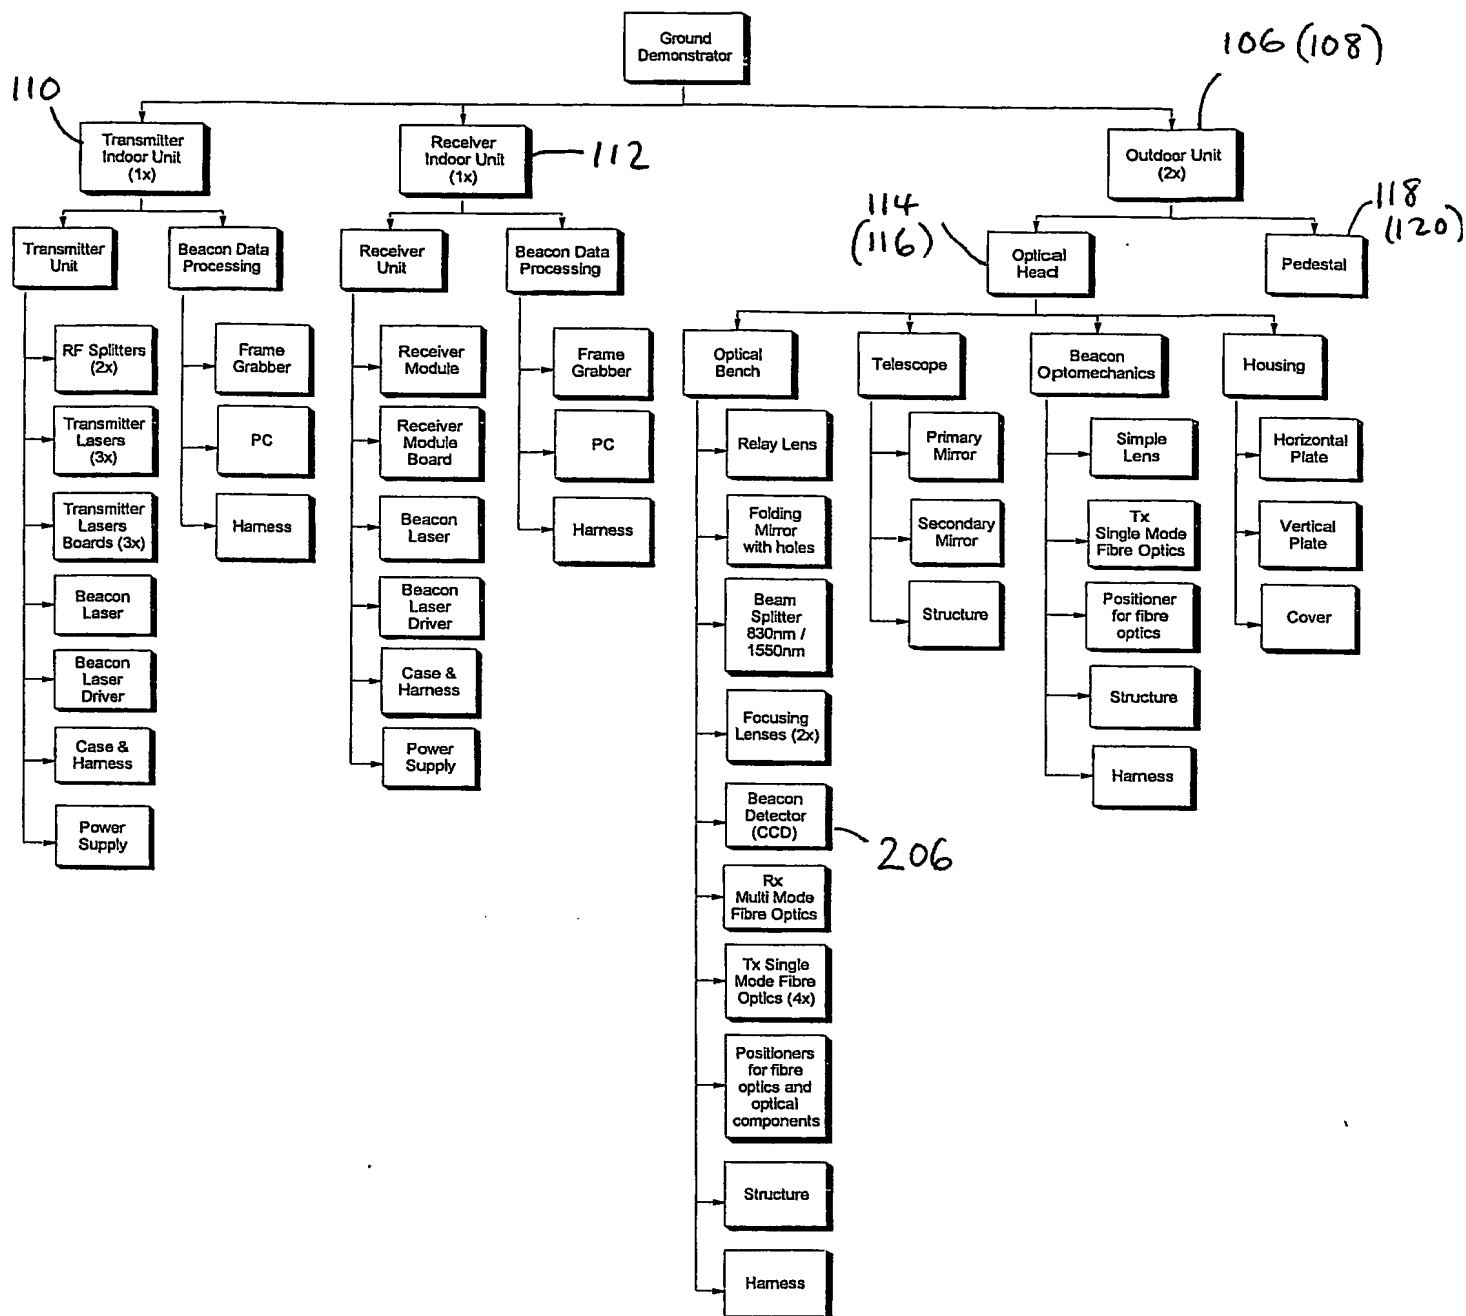 Ground
Demonstrator
106 (108)
110
Transmitter
Indoor Unit
(1x)
Receiver
Indoor Unit
(1x)
112
Outdoor Unit
(2x)
114
(116)
118
(120)
Transmitter
Unit
Beacon Data
Processing
Receiver
Unit
Beacon Data
Processing
Optical
Head
Pedestal
RF Splitters
(2x)
Transmitter
Lasers
(3x)
Transmitter
Lasers
Boards (3x)
Beacon
Laser
Beacon
Laser
Driver
Case &
Harness
Power
Supply
Frame
Grabber
PC
Harness
Receiver
Module
Receiver
Module
Board
Beacon
Laser
Beacon
Laser
Driver
Case &
Harness
Power
Supply
Frame
Grabber
PC
Harness
Optical
Bench
Telescope
Beacon
Optomechanics
Housing
Relay Lens
Folding
Mirror
with holes
Beam
Splitter
830nm /
1550nm
Focusing
Lenses (2x)
Beacon
Detector
(CCD)
206
Rx
Multi Mode
Fibre Optics
Tx Single
Mode Fibre
Optics (4x)
Positioners
for fibre
optics and
optical
components
Structure
Harness
Primary
Mirror
Secondary
Mirror
Structure
Simple
Lens
Tx
Single Mode
Fibre Optics
Positioner
for fibre
optics
Structure
Harness
Horizontal
Plate
Vertical
Plate
Cover